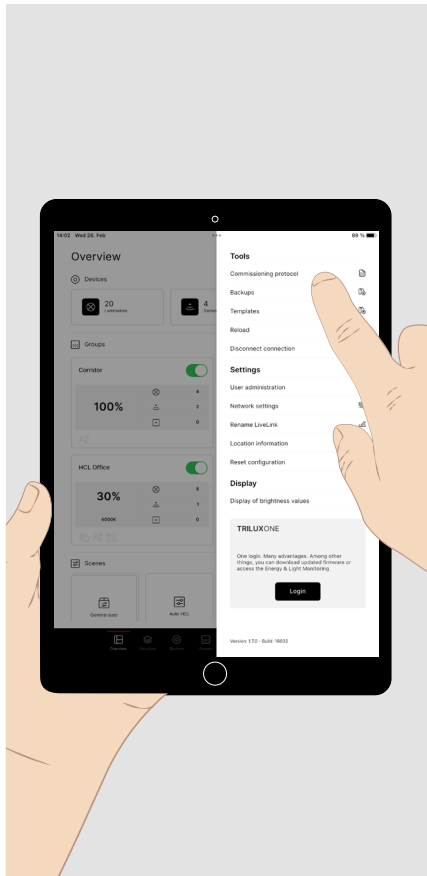 14:02 Wed 26. Feb
89 %
Overview
Devices
20
Luminaires
4
Groups
Corridor
100%
4
2
0
HCL Office
30%
4000K
6
1
0
Scenes
General auto
Auto HCL
Overview
Tools
Commissioning protocol
Backups
Templates
Reload
Disconnect connection
Settings
User administration
Network settings
Rename LiveLink
Location information
Reset configuration
Display
Display of brightness values
TRILUXONE
One login. Many advantages. Among other
things, you can download updated firmware or
access the Energy & Light Monitoring.
Login
Version: 1.7.0 - Build: 16602